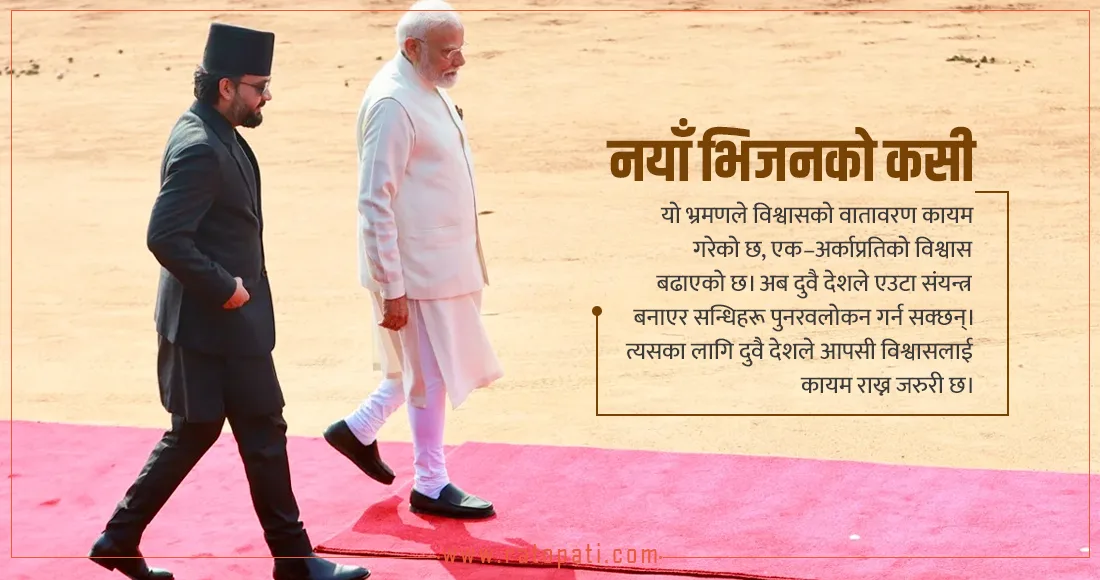 नयाँ भिजनको कसी
यो भ्रमणले विश्वासको वातावरण कायम
गरेको छ, एक–अर्काप्रतिको विश्वास
बढाएको छ। अब दुवै देशले एउटा संयन्त्र
बनाएर सन्धिहरू पुनरवलोकन गर्न सक्छन्।
त्यसका लागि दुवै देशले आपसी विश्वासलाई
कायम राख्न जरुरी छ।